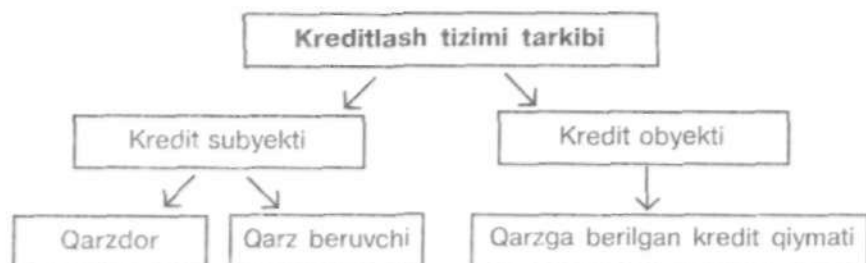 Kreditlash tizimi tarkibi
Kredit subyekti
Kredit obyekti
Qarzdor
Qarz beruvchi
Qarzga berilgan kredit qiymati